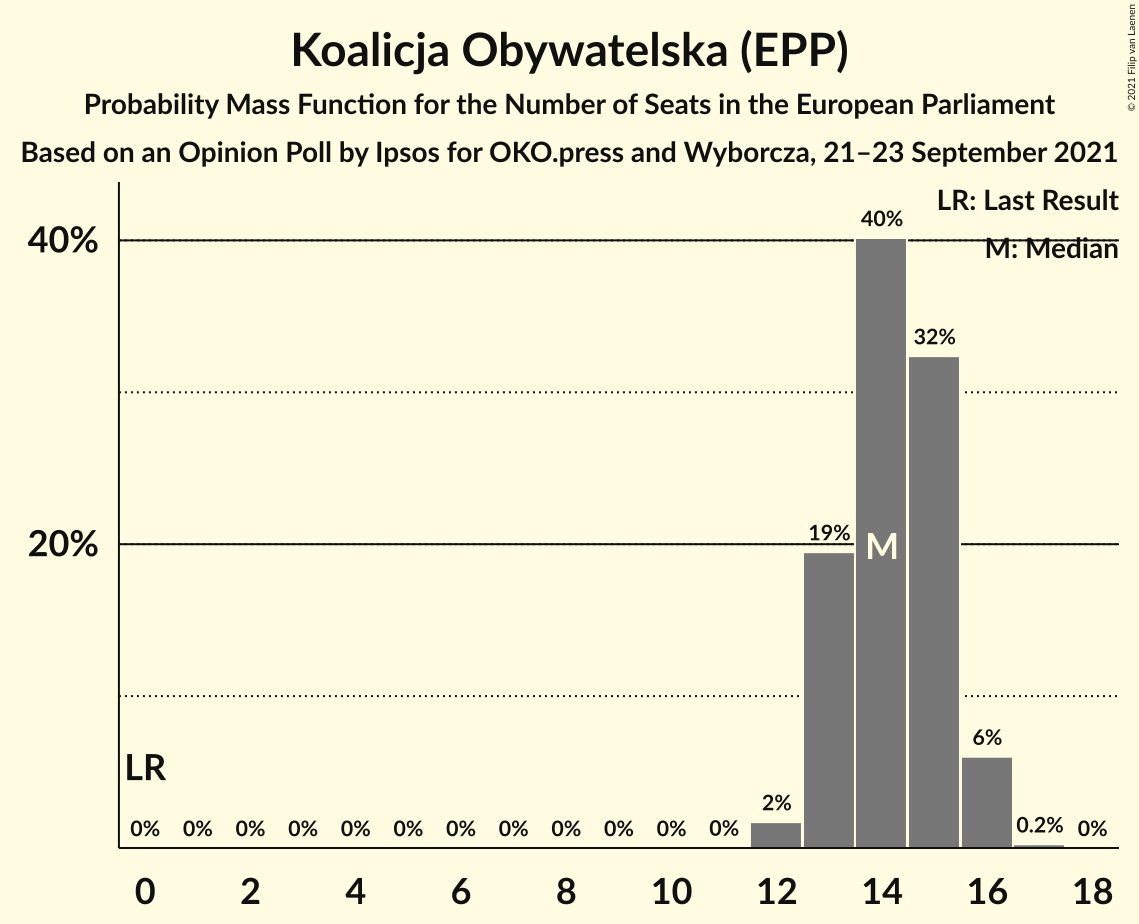 Koalicja Obywatelska (EPP)
Probability Mass Function for the Number of Seats in the European Parliament
Based on an Opinion Poll by Ipsos for OKO.press and Wyborcza, 21–23 September 2021
© 2021 Filip van Laenen
LR: Last Result
M: Median
40%
20%
40%
32%
19%
M
6%
LR
2%
0% 0% 0% 0% 0% 0% 0% 0% 0% 0% 0% 0% 0.2% 0%
0 2 4 6 8 10 12 14 16 18